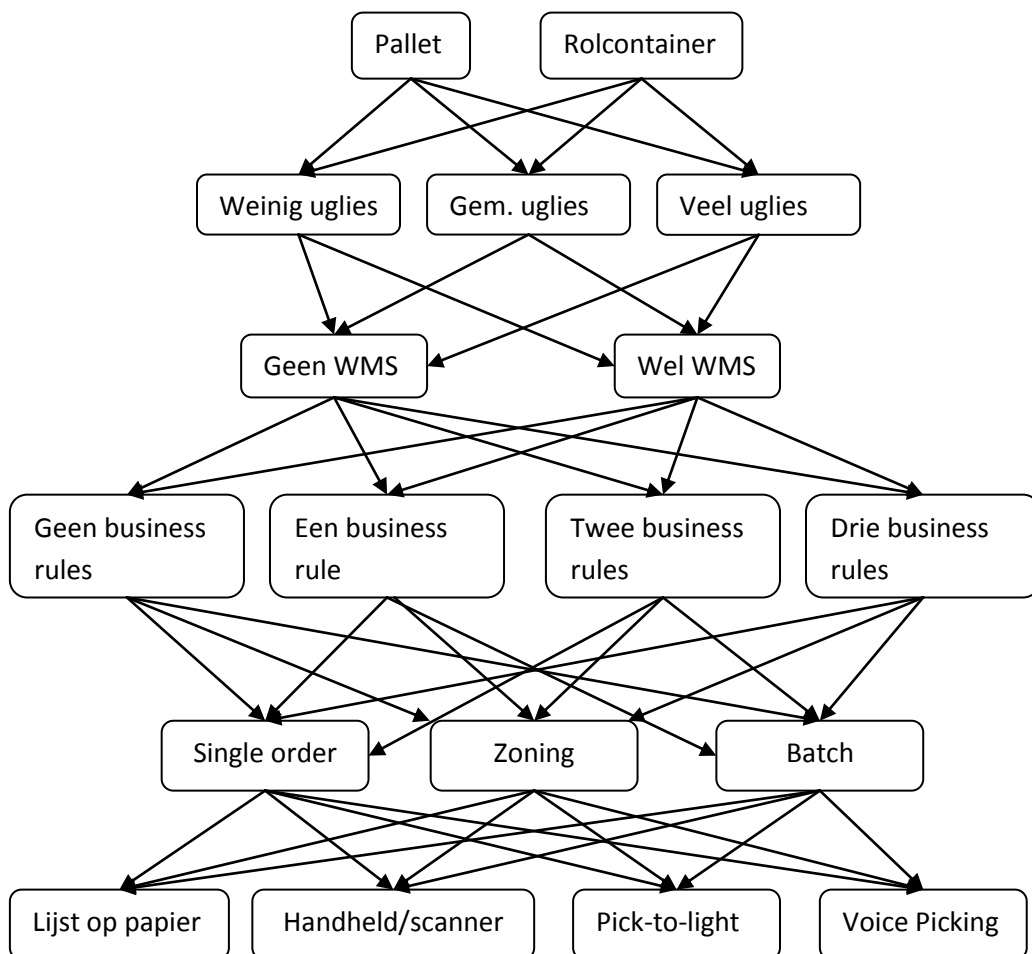 Pallet
Rolcontainer
Weinig uglies
Gem. uglies
Veel uglies
Geen WMS
Wel WMS
Geen business
rules
Een business
rule
Twee business
rules
Drie business
rules
Single order
Zoning
Batch
Lijst op papier
Handheld/scanner
Pick-to-light
Voice Picking